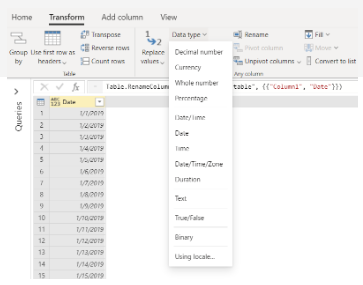 Home Transform Add column View
Group by
Use first row as headers
Transpose
Reverse rows
Count rows
Table
Replace values
Data type
Rename
Pivot column
Unpivot columns
Any column
Fill
Move
Convert to list
Decimal number
Currency
Whole number
Percentage
Date/Time
Date
Time
Date/Time/Zone
Duration
Text
True/False
Binary
Using locale...
Queries
fx Table.RenameColum table", {{"Column1", "Date"}})
ABC 123 Date
1 1/1/2019
2 1/2/2019
3 1/3/2019
4 1/4/2019
5 1/5/2019
6 1/6/2019
7 1/7/2019
8 1/8/2019
9 1/9/2019
10 1/10/2019
11 1/11/2019
12 1/12/2019
13 1/13/2019
14 1/14/2019
15 1/15/2019